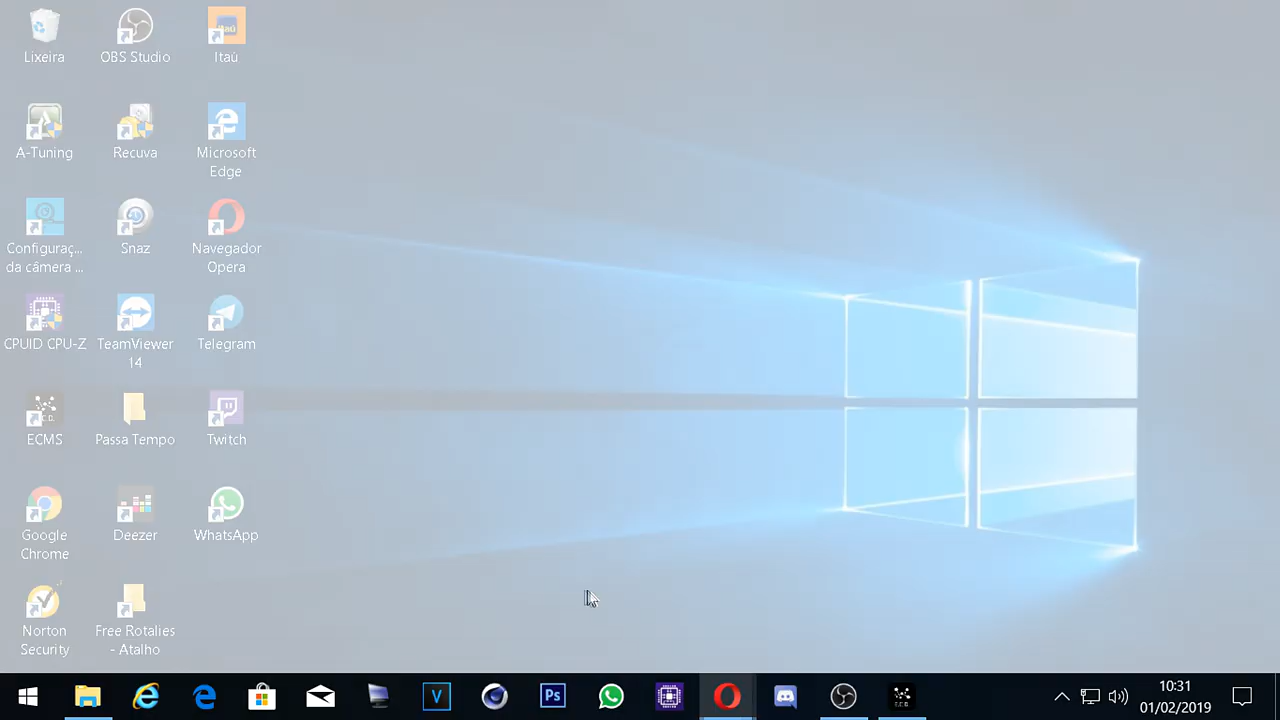 Lixeira
OBS Studio
Itaú
A-Tuning
Recuva
Microsoft
Edge
Configuraç...
da câmera ...
Snaz
Navegador
Opera
CPUID CPU-Z
TeamViewer
14
Telegram
ECMS
Passa Tempo
Twitch
Google
Chrome
Deezer
WhatsApp
Norton
Security
Free Rotalies
- Atalho
V
Ps
10:31
01/02/2019